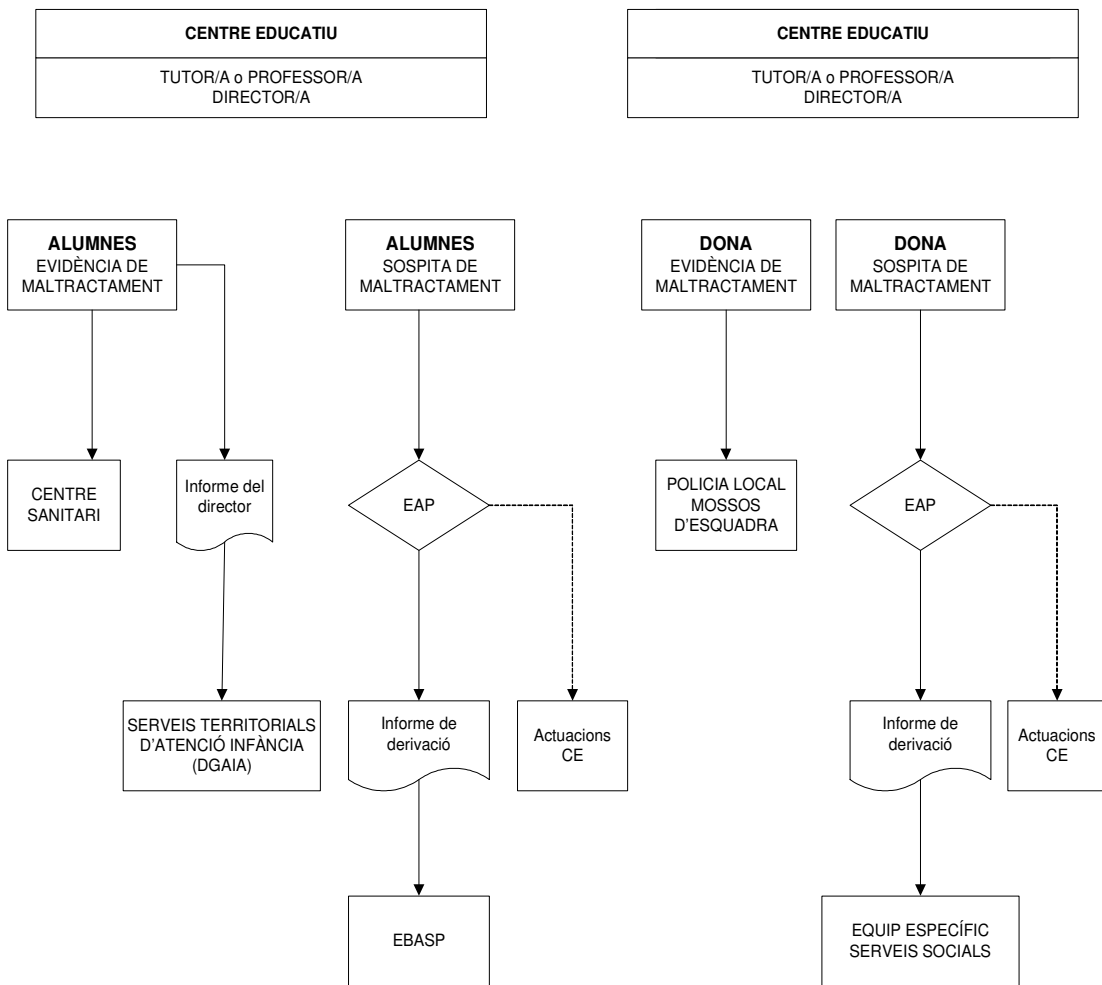 CENTRE EDUCATIU
TUTOR/A o PROFESSOR/A
DIRECTOR/A
CENTRE EDUCATIU
TUTOR/A o PROFESSOR/A
DIRECTOR/A
ALUMNES
EVIDÈNCIA DE
MALTRACTAMENT
ALUMNES
SOSPITA DE
MALTRACTAMENT
DONA
EVIDÈNCIA DE
MALTRACTAMENT
DONA
SOSPITA DE
MALTRACTAMENT
CENTRE
SANITARI
Informe del
director
EAP
POLICIA LOCAL
MOSSOS
D'ESQUADRA
EAP
SERVEIS TERRITORIALS
D'ATENCIÓ INFÀNCIA
(DGAIA)
Informe de
derivació
Actuacions
CE
Informe de
derivació
Actuacions
CE
EBASP
EQUIP ESPECÍFIC
SERVEIS SOCIALS